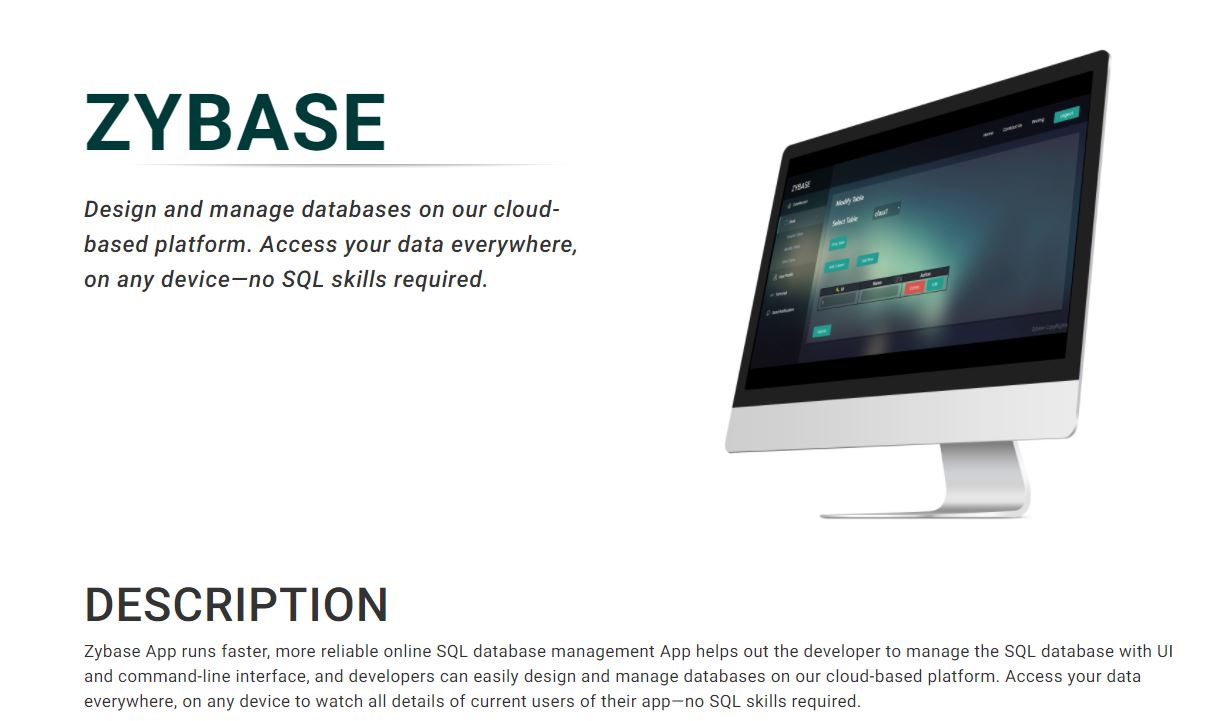 ZYBASE
Design and manage databases on our cloud-
based platform. Access your data everywhere,
on any device—no SQL skills required.
Home Contact Us Pricing
ZYBASE
Modify Table
Select Table class1
DESCRIPTION
Zybase App runs faster, more reliable online SQL database management App helps out the developer to manage the SQL database with UI
and command-line interface, and developers can easily design and manage databases on our cloud-based platform. Access your data
everywhere, on any device to watch all details of current users of their app—no SQL skills required.